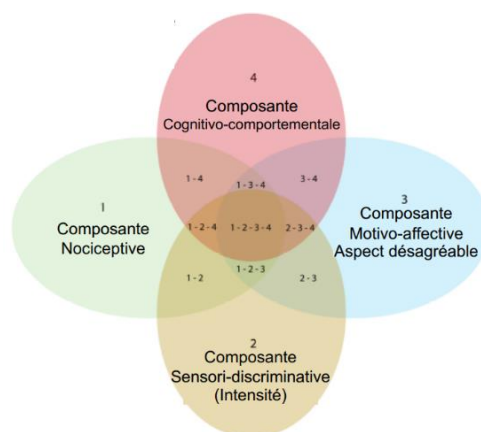 4
Composante
Cognitivo-comportementale
1 - 4
1 - 3 - 4
3 - 4
1
Composante
Nociceptive
3
Composante
Motivo-affective
Aspect désagréable
1 - 2 - 4
1 - 2 - 3 - 4
2 - 3 - 4
1 - 2 - 3
1 - 2
2 - 3
2
Composante
Sensori-discriminative
(Intensité)